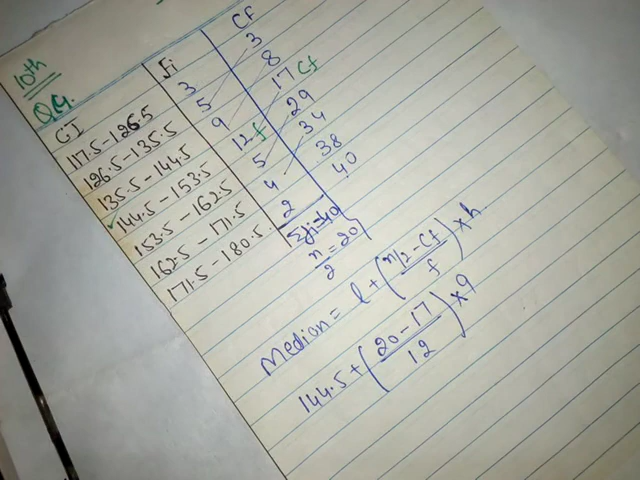 10th
Q4.
CI fi CF
117.5-126.5 3 3
126.5-135.5 5 8
135.5-144.5 9 17 Cf
✓144.5-153.5 12 f 29
153.5-162.5 5 34
162.5-171.5 4 38
171.5-180.5 2 40
Σfi=40
n/2=20
Median = l + (n/2-Cf / f) × h
144.5 + (20-17 / 12) × 9